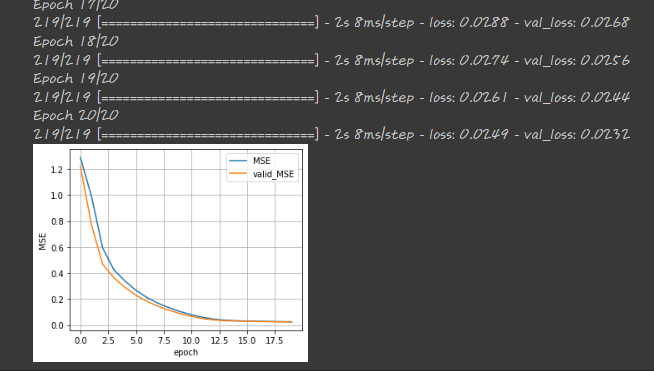 Epoch 17/20
219/219 [==============================] - 2s 8ms/step - loss: 0.0288 - val_loss: 0.0268
Epoch 18/20
219/219 [==============================] - 2s 8ms/step - loss: 0.0274 - val_loss: 0.0256
Epoch 19/20
219/219 [==============================] - 2s 8ms/step - loss: 0.0261 - val_loss: 0.0244
Epoch 20/20
219/219 [==============================] - 2s 8ms/step - loss: 0.0249 - val_loss: 0.0232
MSE
valid_MSE
1.2
1.0
0.8
0.6
0.4
0.2
0.0
MSE
0.0 2.5 5.0 7.5 10.0 12.5 15.0 17.5
epoch